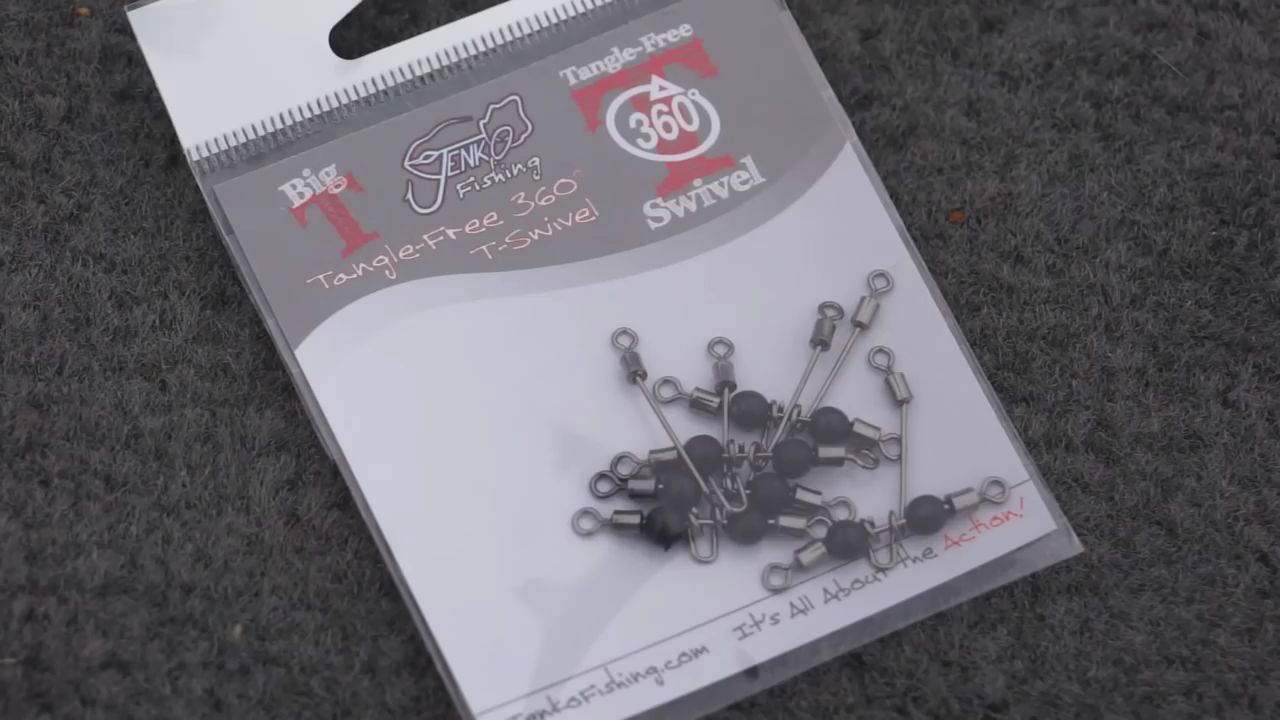 Big
T
JENKO
Fishing
Tangle-Free 360°
T-Swivel
Tangle-Free
T
360°
Swivel
JenkoFishing.com It's All About the Action!